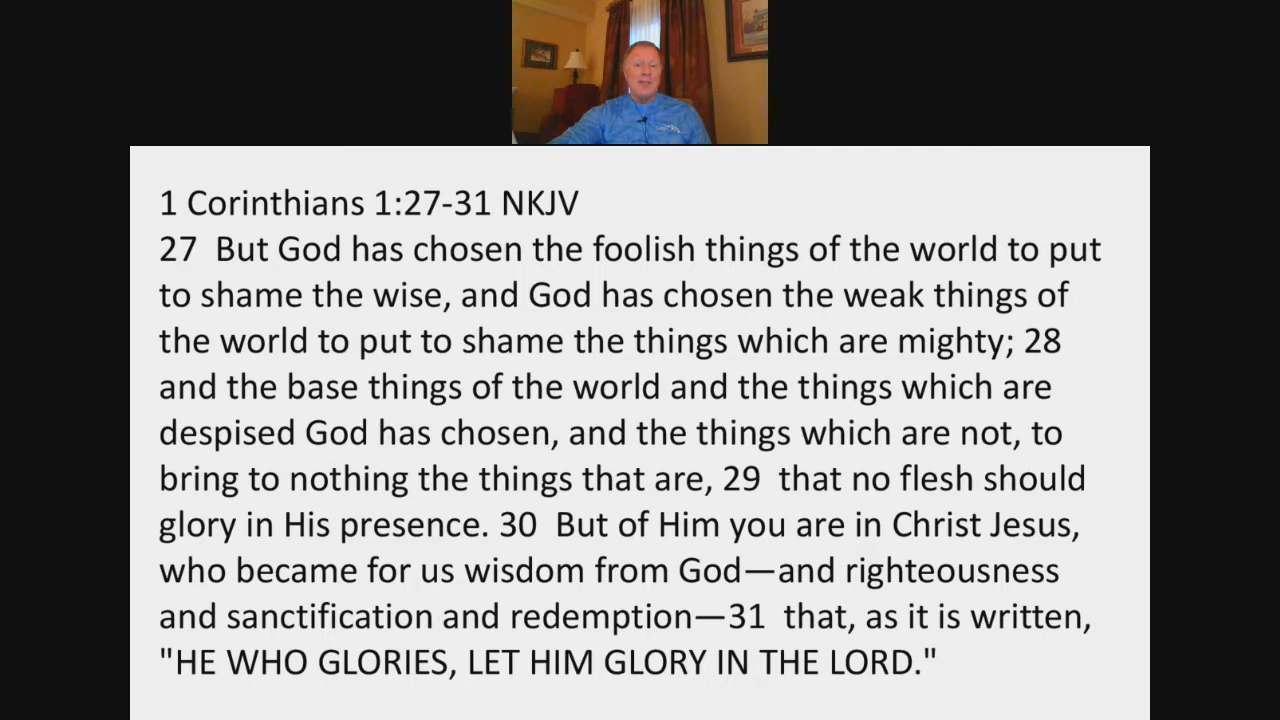 1 Corinthians 1:27-31 NKJV
27  But God has chosen the foolish things of the world to put
to shame the wise, and God has chosen the weak things of
the world to put to shame the things which are mighty; 28
and the base things of the world and the things which are
despised God has chosen, and the things which are not, to
bring to nothing the things that are, 29  that no flesh should
glory in His presence. 30  But of Him you are in Christ Jesus,
who became for us wisdom from God—and righteousness
and sanctification and redemption—31  that, as it is written,
"HE WHO GLORIES, LET HIM GLORY IN THE LORD."